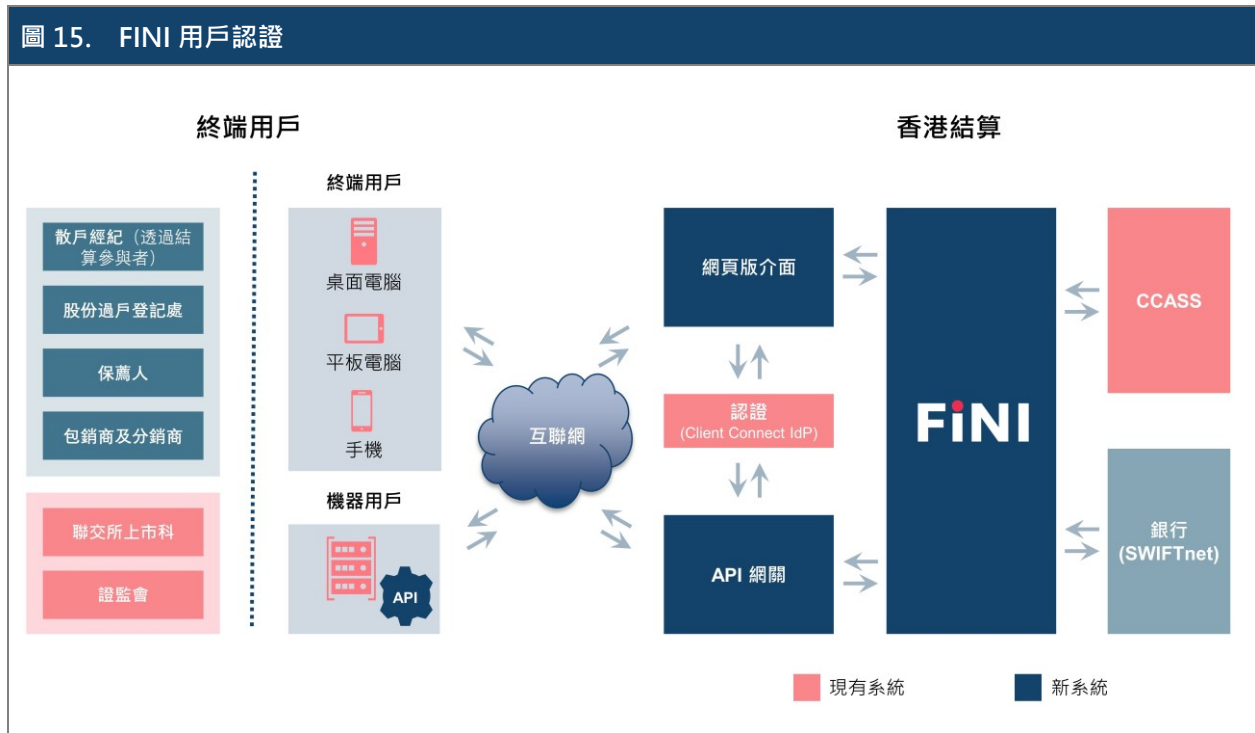 圖 15. FINI 用戶認證
終端用戶
香港結算
散戶經紀（透過結
算參與者）
股份過戶登記處
保薦人
包銷商及分銷商
聯交所上市科
證監會
終端用戶
桌面電腦
平板電腦
手機
機器用戶
API
互聯網
網頁版介面
認證
(Client Connect IdP)
API 網關
FiNI
CCASS
銀行
(SWIFTnet)
現有系統
新系統